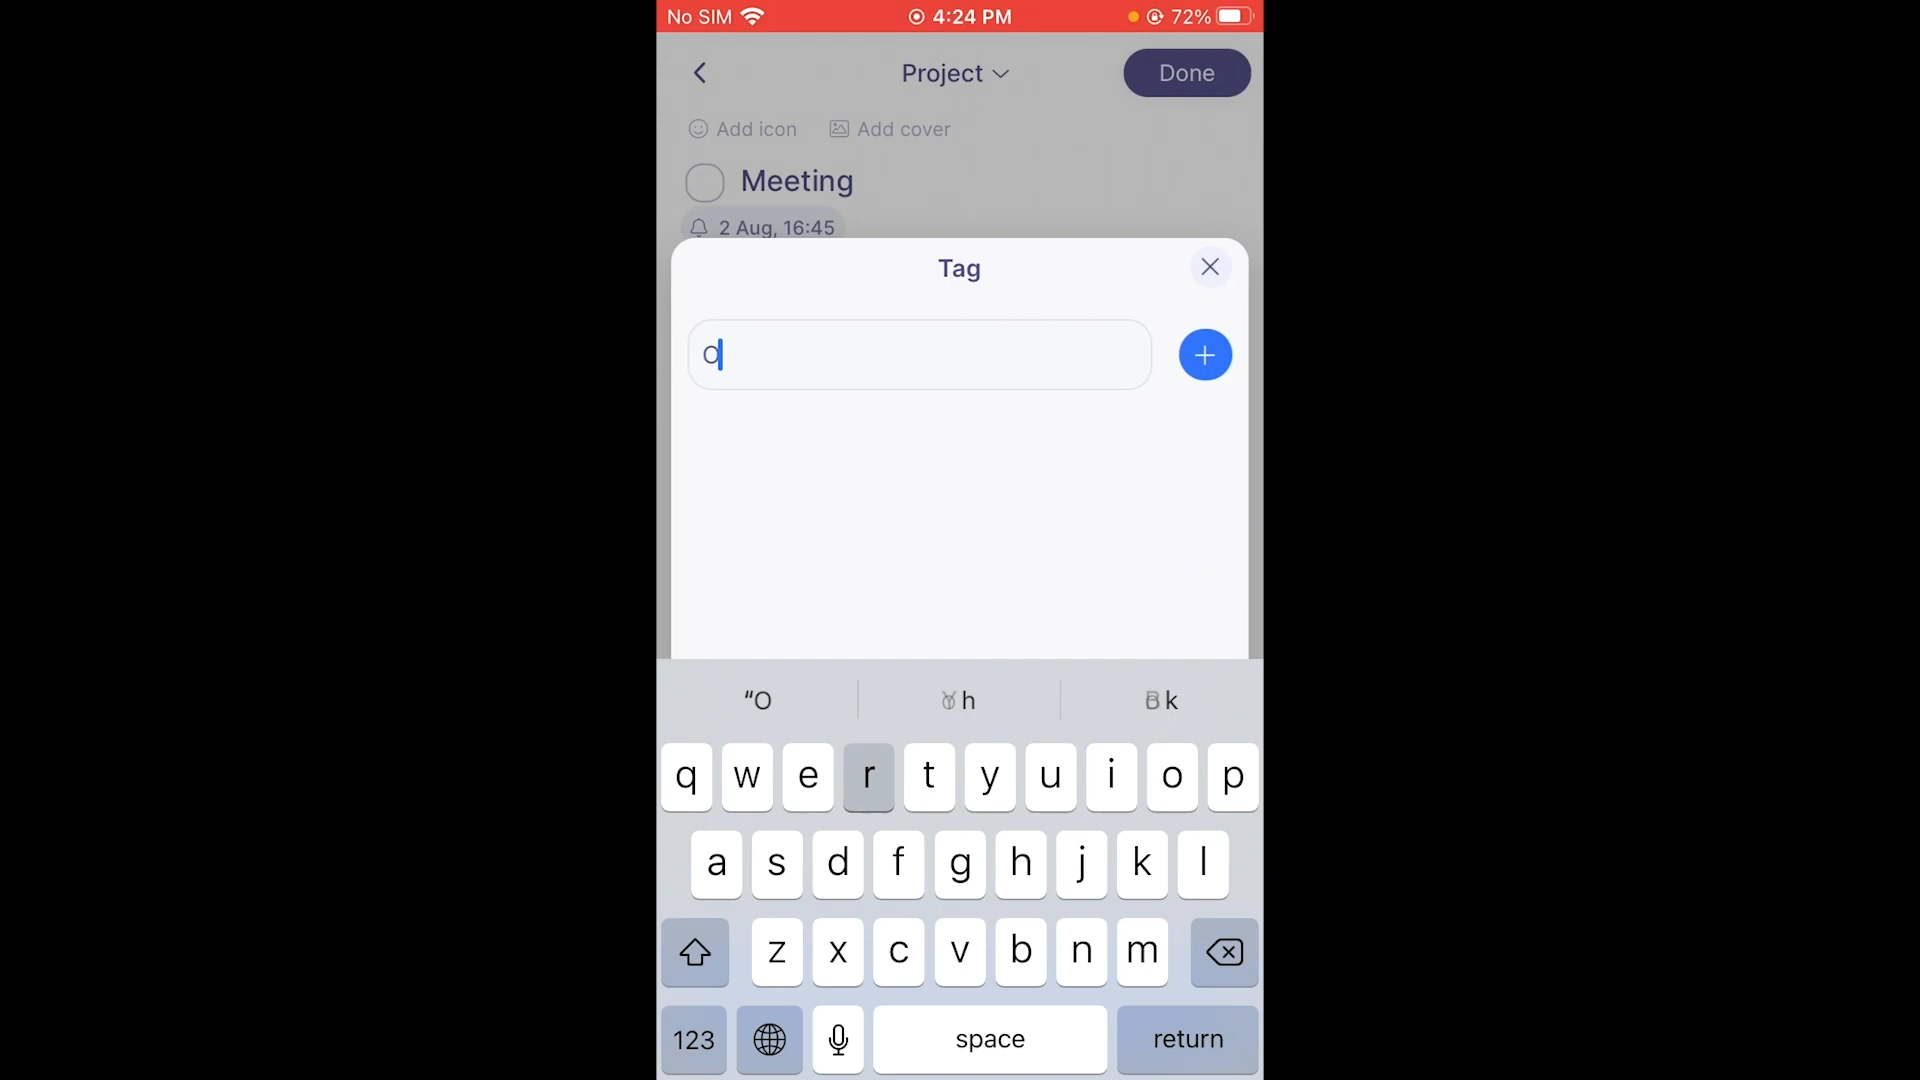 No SIM 4:24 PM 72%
Project Done
Add icon Add cover
Meeting
2 Aug, 16:45
Tag
O
"O
q w e r t y u i o p
a s d f g h j k l
z x c v b n m
123 space return